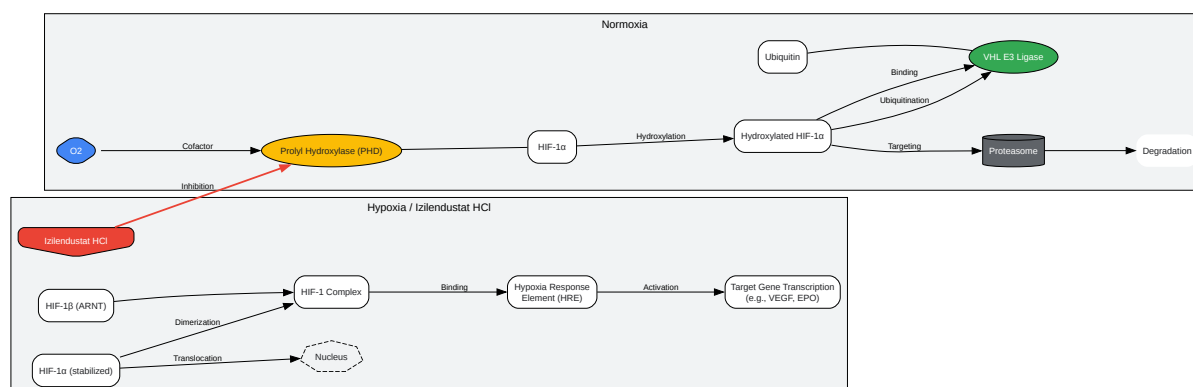 Normoxia
Ubiquitin
VHL E3 Ligase
Binding
Ubiquitination
O2
Cofactor
Prolyl Hydroxylase (PHD)
HIF-1α
Hydroxylation
Hydroxylated HIF-1α
Targeting
Proteasome
Degradation
Inhibition
Hypoxia / Izilendustat HCl
Izilendustat HCl
HIF-1β (ARNT)
HIF-1 Complex
Binding
Hypoxia Response
Element (HRE)
Activation
Target Gene Transcription
(e.g., VEGF, EPO)
Dimerization
Translocation
Nucleus
HIF-1α (stabilized)